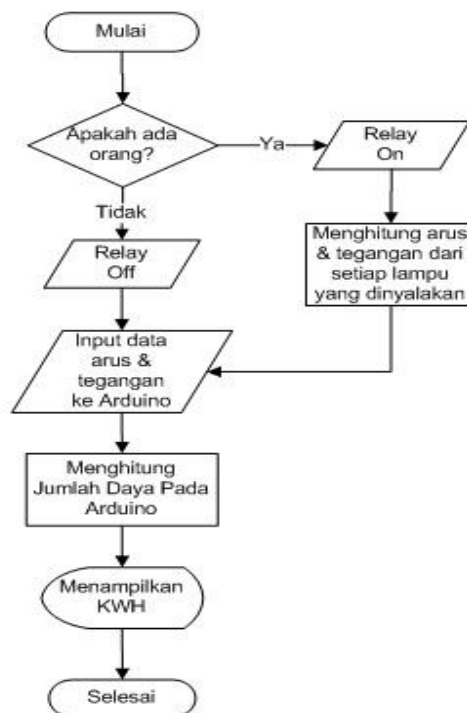 Mulai
Apakah ada
orang?
Ya
Relay
On
Tidak
Menghitung arus
& tegangan dari
setiap lampu
yang dinyalakan
Relay
Off
Input data
arus &
tegangan
ke Arduino
Menghitung
Jumlah Daya Pada
Arduino
Menampilkan
KWH
Selesai